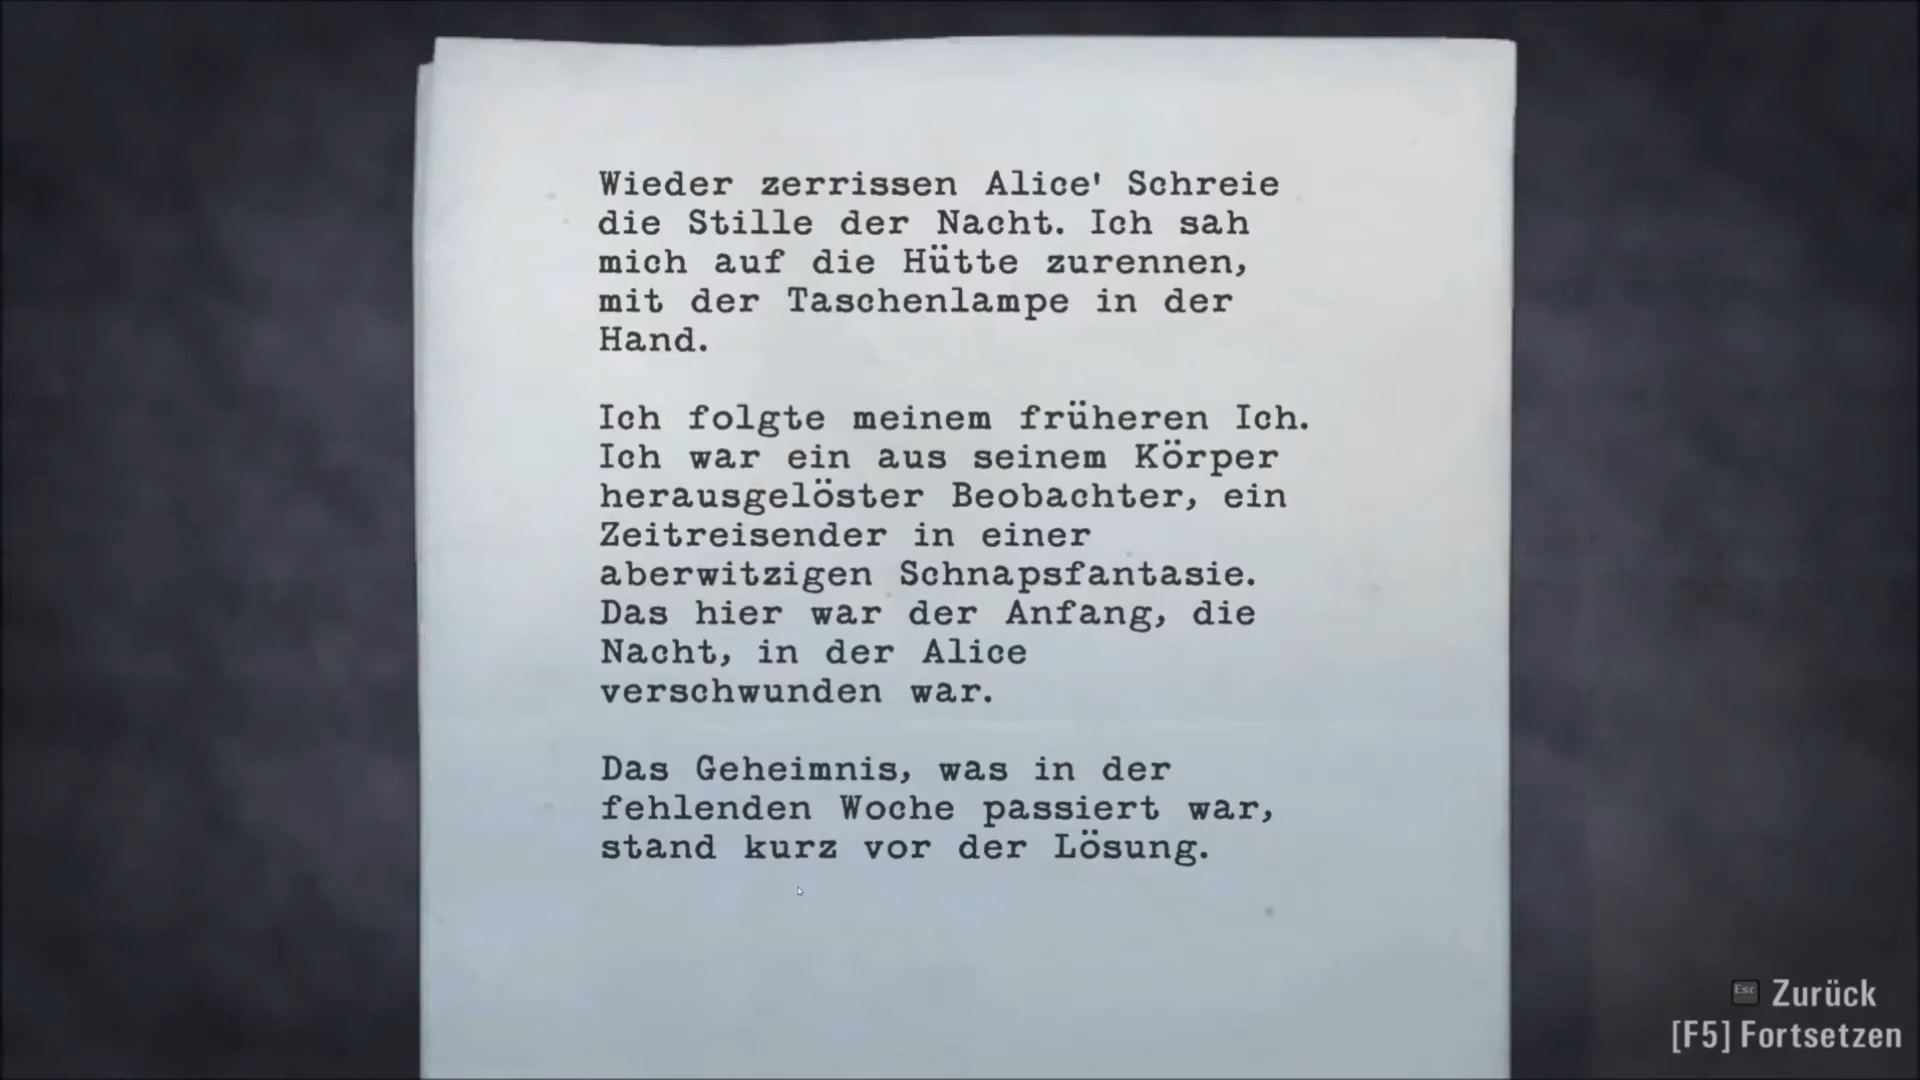 Wieder zerrissen Alice' Schreie
die Stille der Nacht. Ich sah
mich auf die Hütte zurennen,
mit der Taschenlampe in der
Hand.
Ich folgte meinem früheren Ich.
Ich war ein aus seinem Körper
herausgelöster Beobachter, ein
Zeitreisender in einer
aberwitzigen Schnapsfantasie.
Das hier war der Anfang, die
Nacht, in der Alice
verschwunden war.
Das Geheimnis, was in der
fehlenden Woche passiert war,
stand kurz vor der Lösung.
Esc Zurück
[F5] Fortsetzen